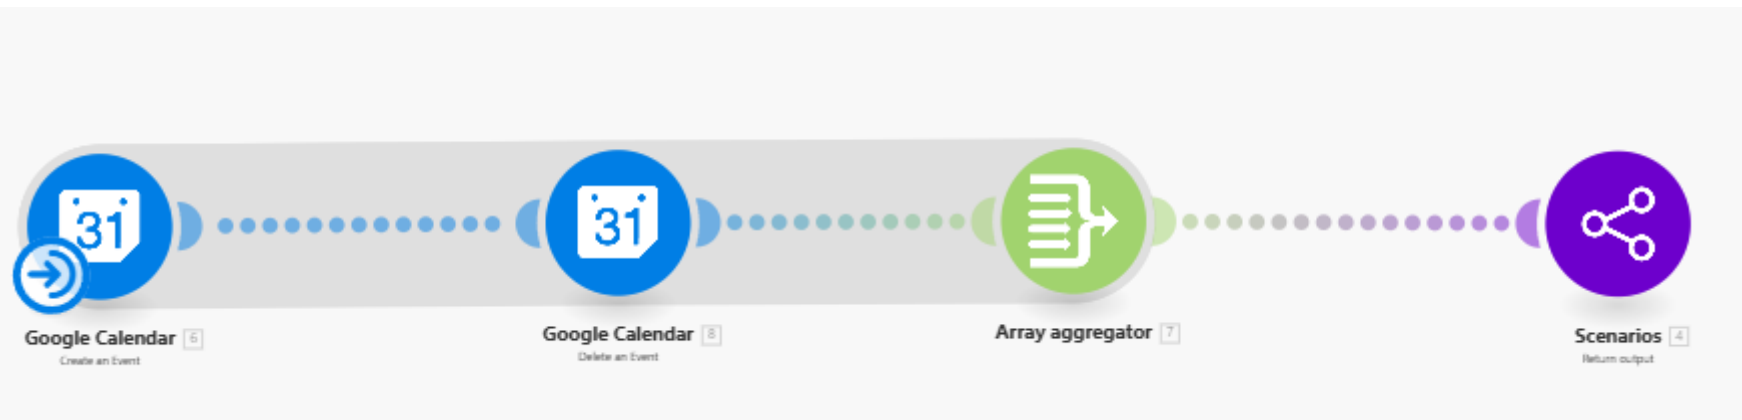 31
31
Google Calendar 6
Create an Event
Google Calendar 8
Delete an Event
Array aggregator 7
Scenarios 4
Return output